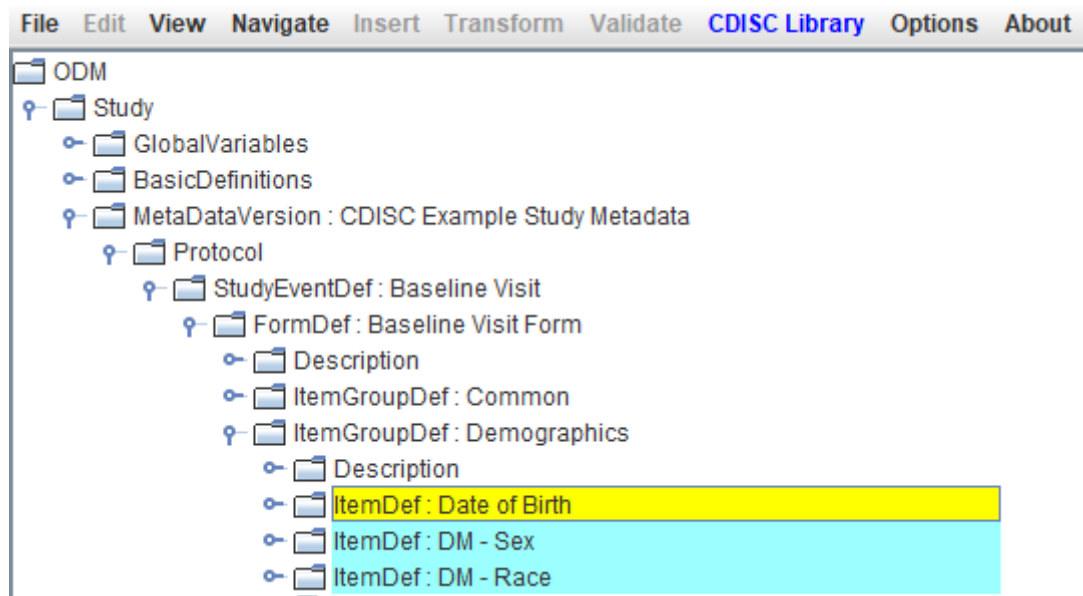 File Edit View Navigate Insert Transform Validate CDISC Library Options About
ODM
Study
GlobalVariables
BasicDefinitions
MetaDataVersion : CDISC Example Study Metadata
Protocol
StudyEventDef : Baseline Visit
FormDef : Baseline Visit Form
Description
ItemGroupDef : Common
ItemGroupDef : Demographics
Description
ItemDef : Date of Birth
ItemDef : DM - Sex
ItemDef : DM - Race